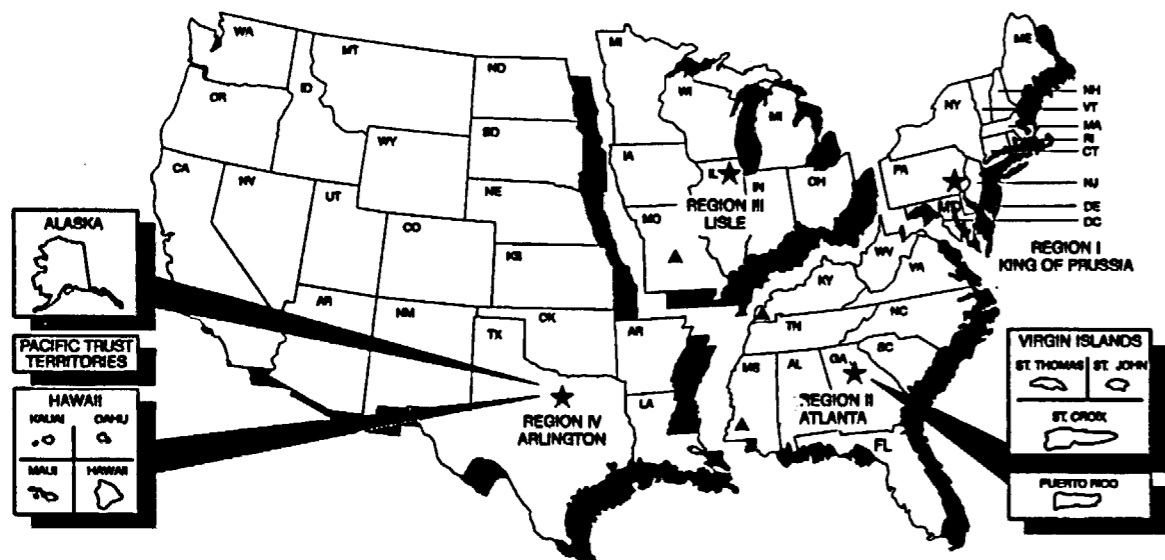 WA
MT
ND
OR
ID
SD
WY
CA
NV
UT
CO
NE
KS
AR
NM
OK
TX
AR
LA
MI
WI
MI
IA
IL
IN
OH
MO
REGION III
LISLE
ME
NY
PA
MD
NH
VT
MA
RI
CT
NJ
DE
DC
REGION I
KING OF PRUSSIA
WV
VA
KY
NC
TN
SC
MS
AL
GA
REGION II
ATLANTA
FL
REGION IV
ARLINGTON
ALASKA
PACIFIC TRUST
TERRITORIES
HAWAII
KAUAI
OAHU
MAUI
HAWAII
VIRGIN ISLANDS
ST. THOMAS
ST. JOHN
ST. CROIX
PUERTO RICO